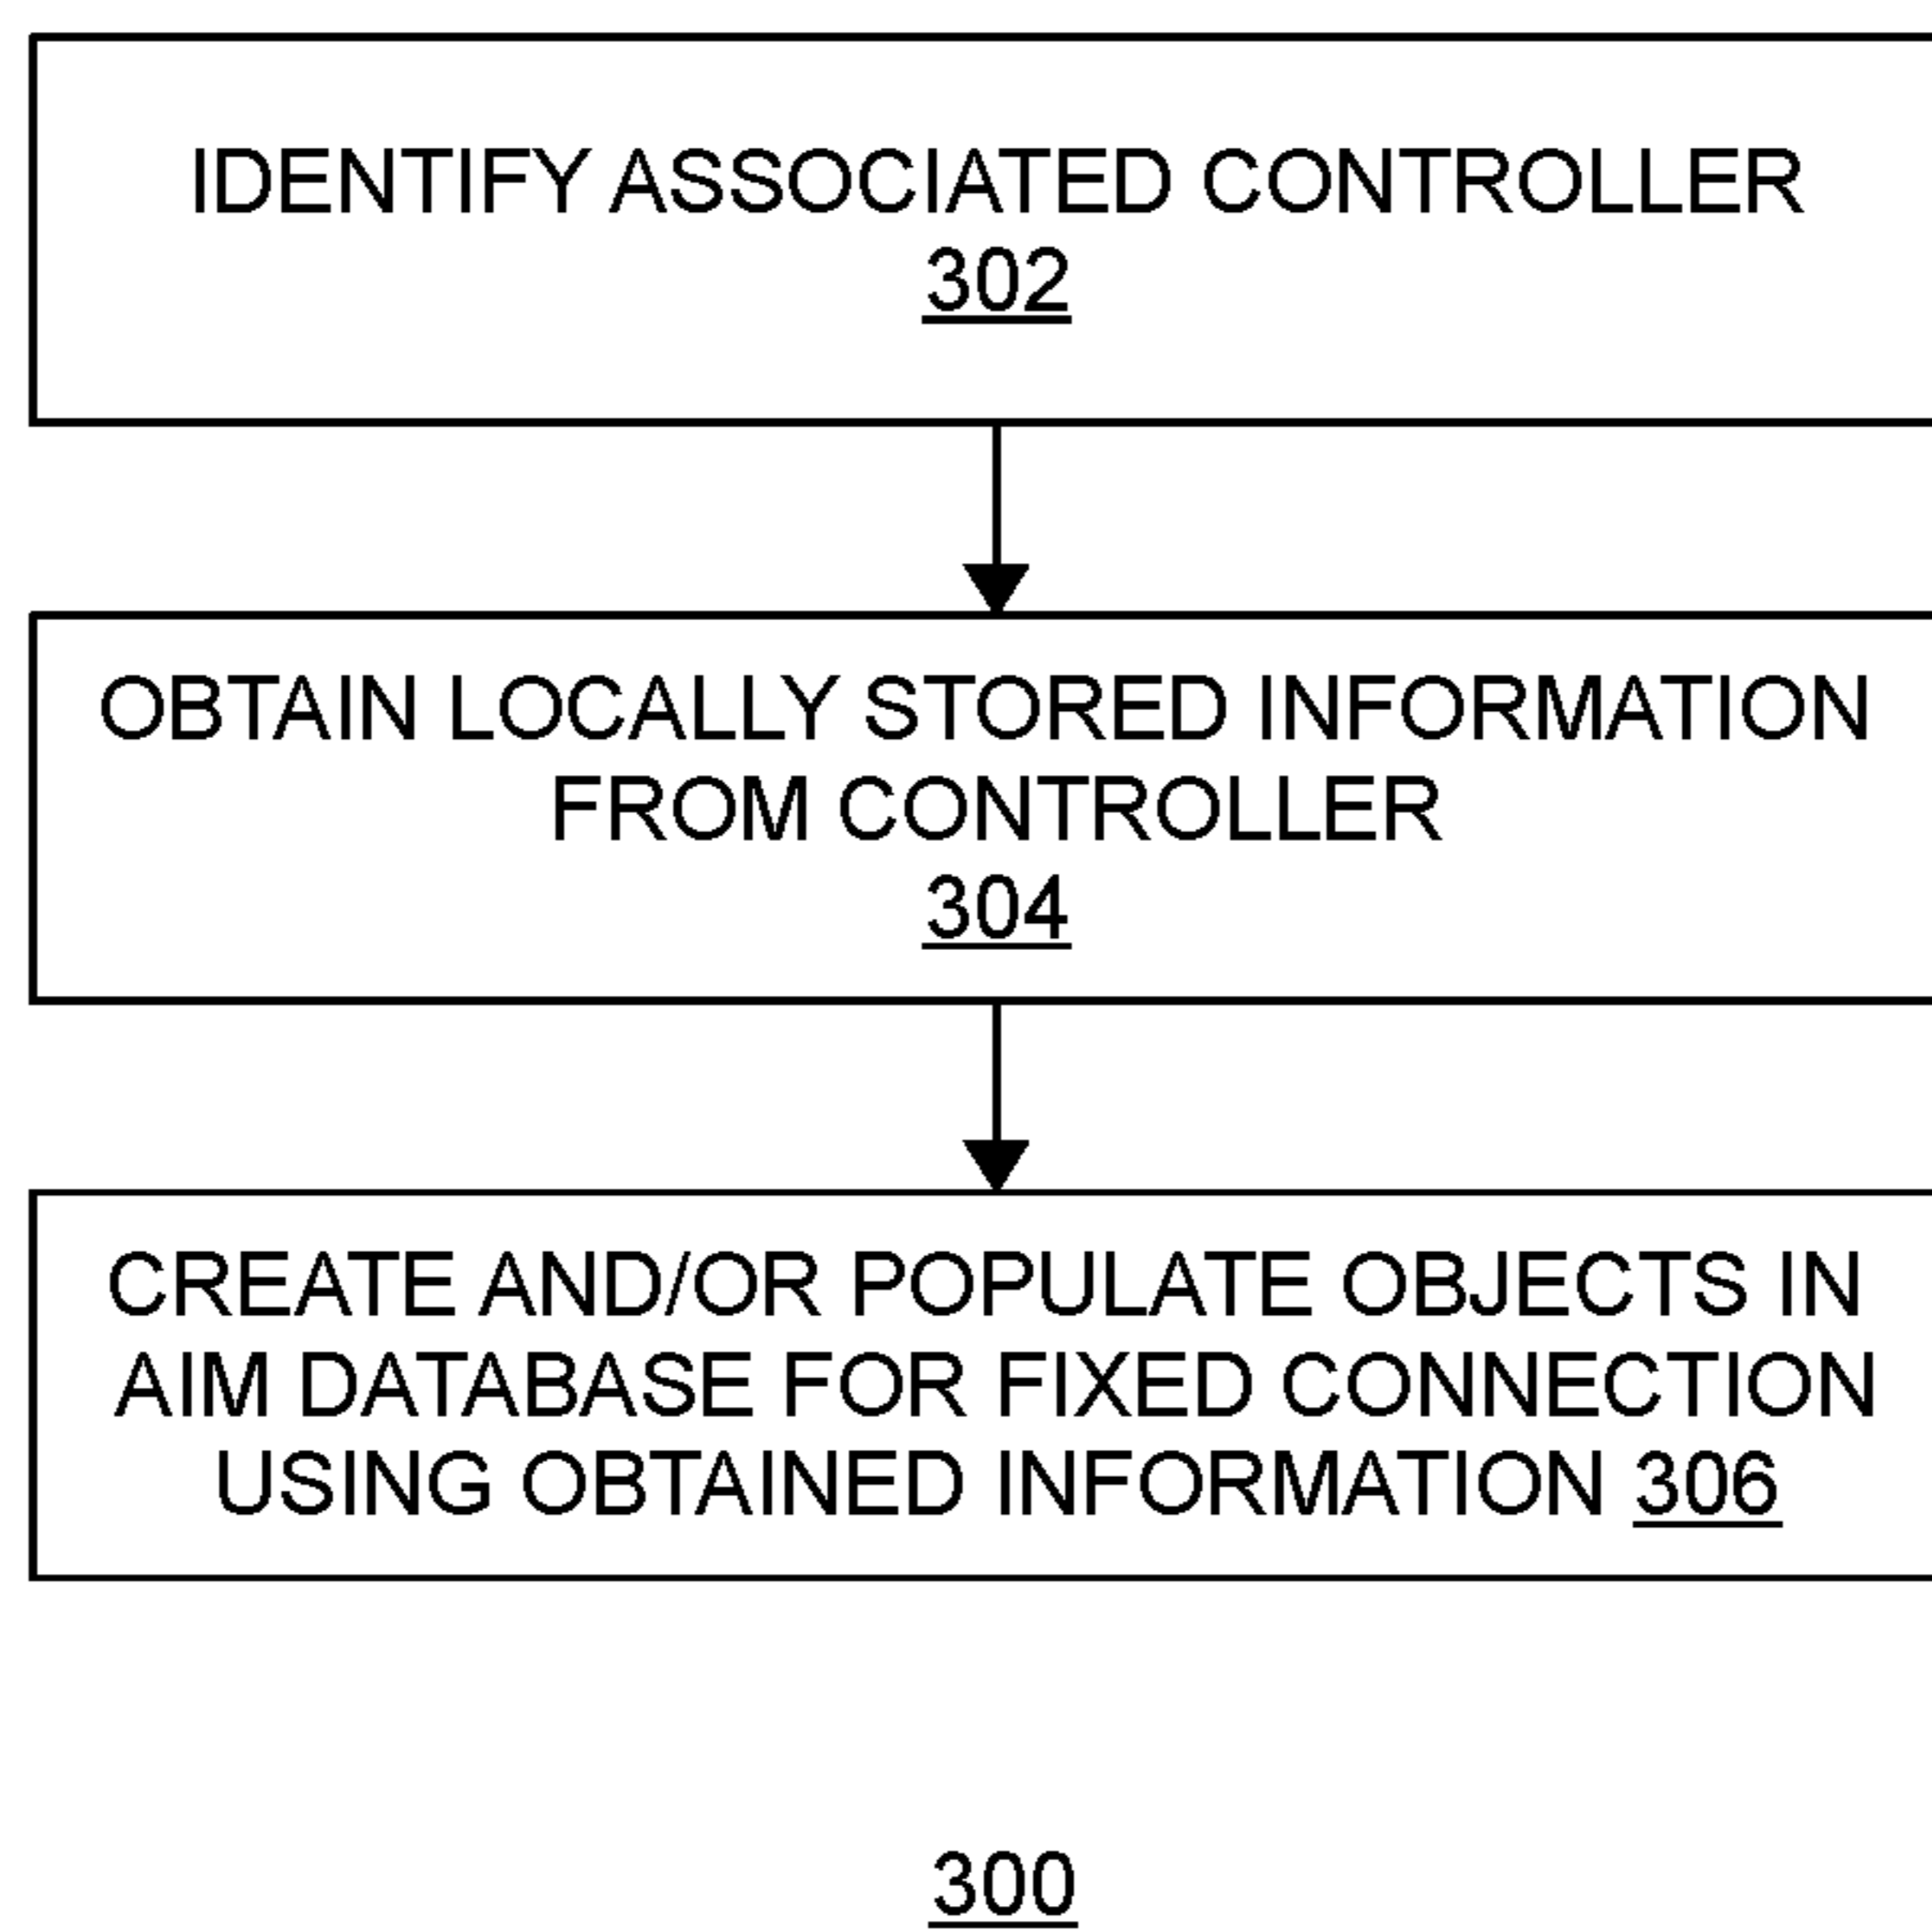 IDENTIFY ASSOCIATED CONTROLLER
302
OBTAIN LOCALLY STORED INFORMATION
FROM CONTROLLER
304
CREATE AND/OR POPULATE OBJECTS IN
AIM DATABASE FOR FIXED CONNECTION
USING OBTAINED INFORMATION 306
300